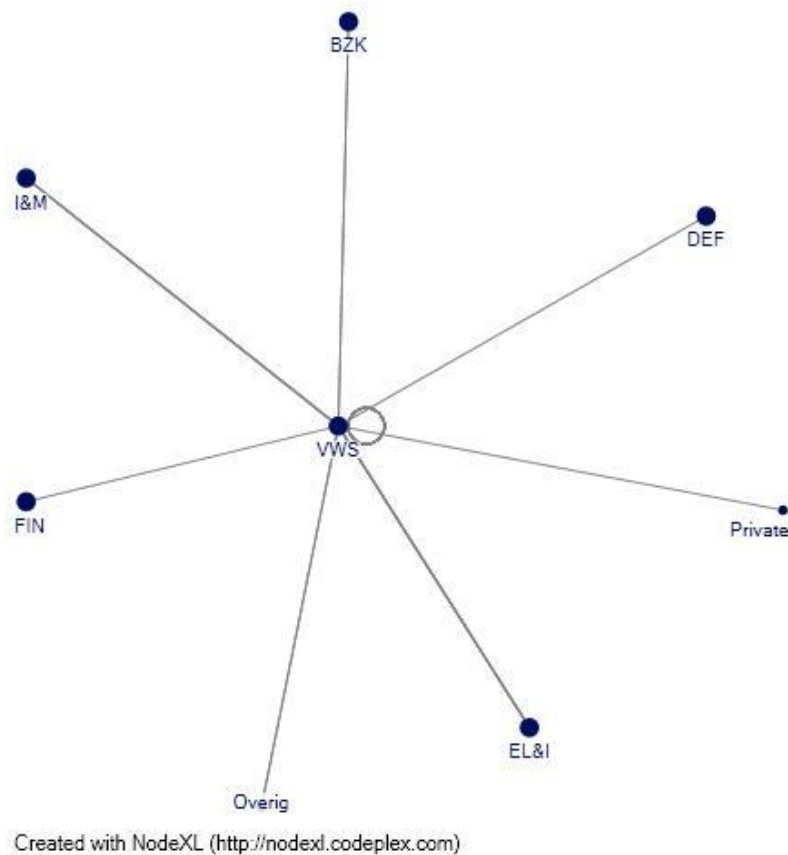 BZK
I&M
DEF
VWS
FIN
Private
EL&I
Overig
Created with NodeXL (http://nodexl.codeplex.com)